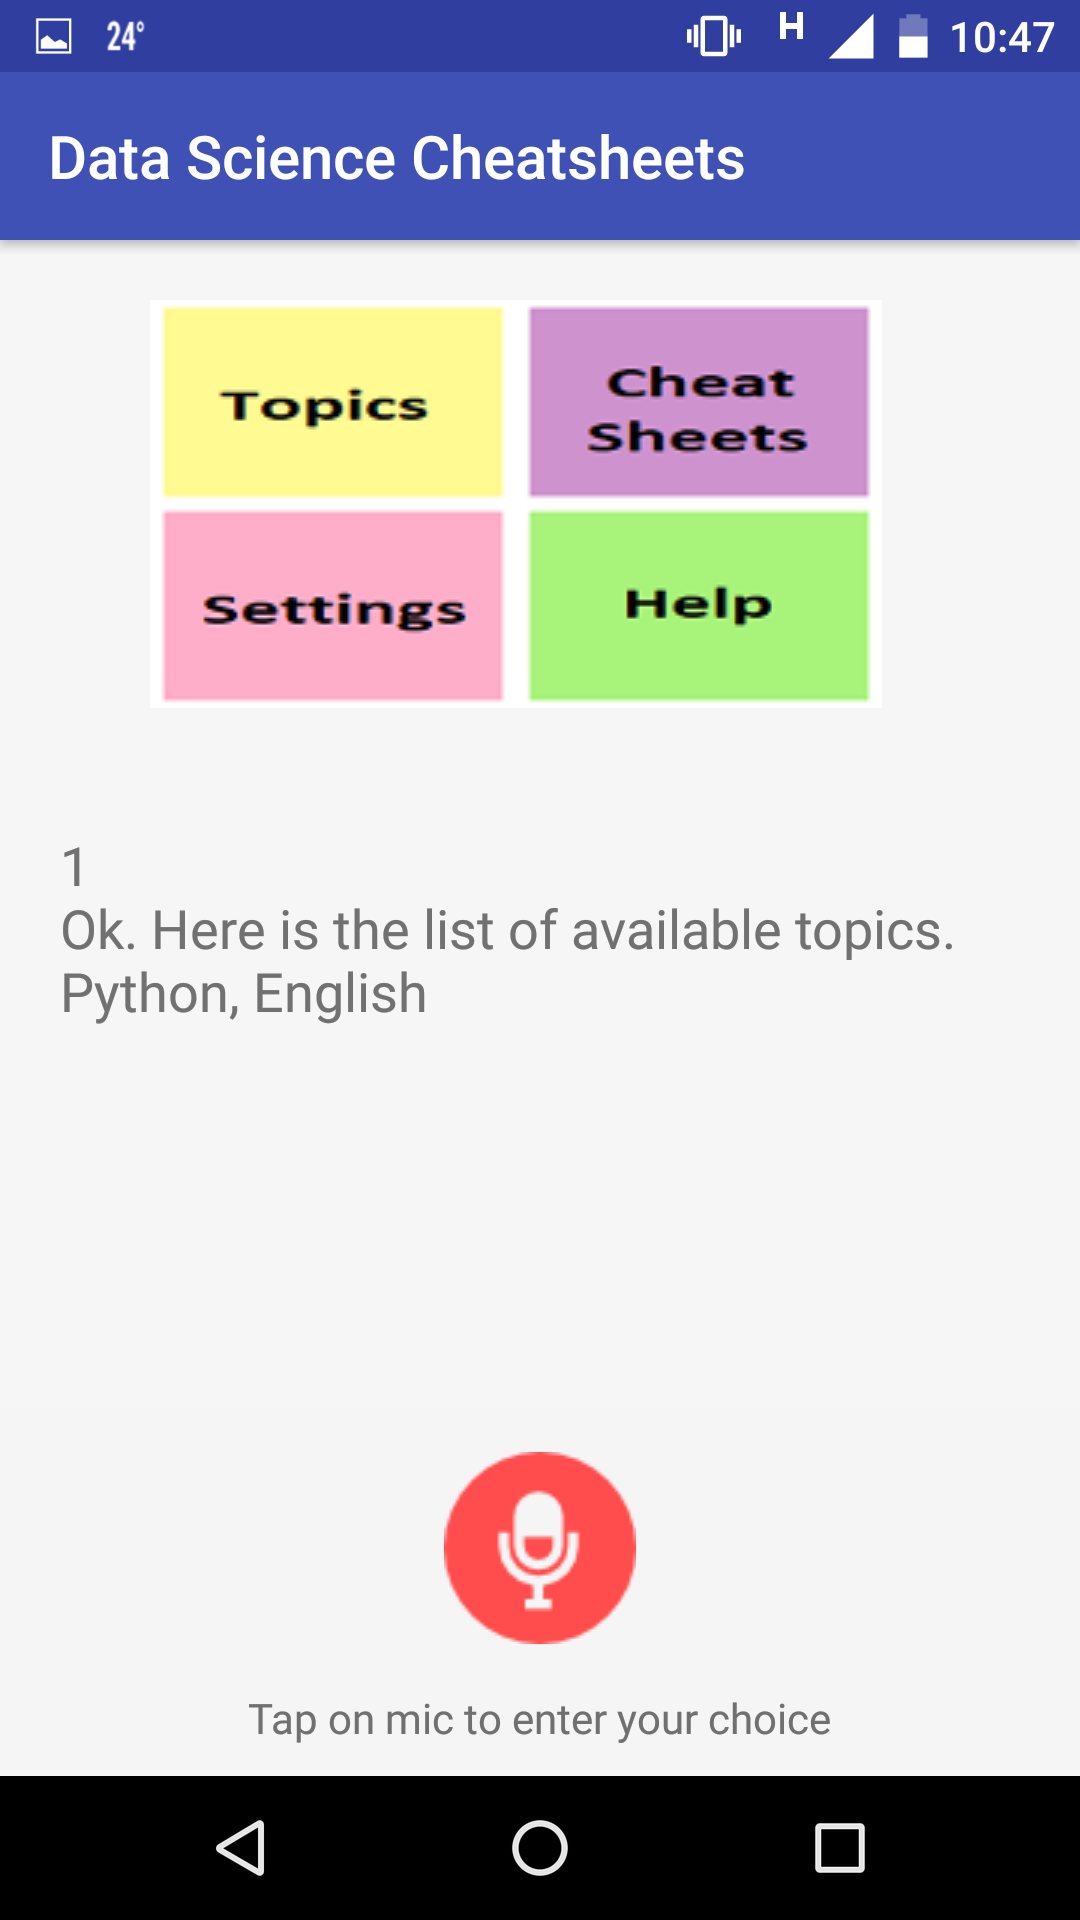 24°
H
10:47
Data Science Cheatsheets
Topics
Cheat
Sheets
Settings
Help
1
Ok. Here is the list of available topics.
Python, English
Tap on mic to enter your choice